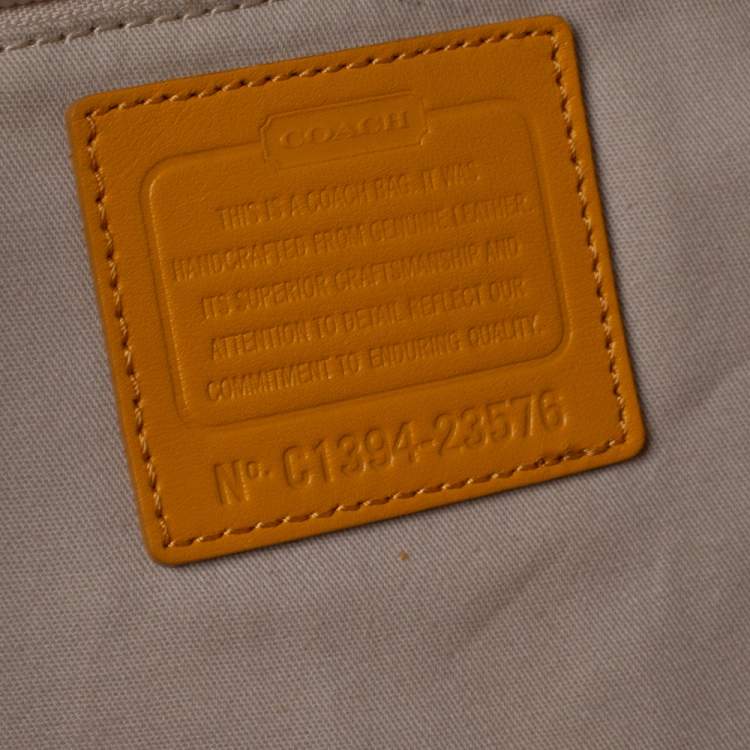 COACH
THIS IS A COACH BAG. IT WAS
HANDCRAFTED FROM GENUINE LEATHER.
ITS SUPERIOR CRAFTSMANSHIP AND
ATTENTION TO DETAIL REFLECT OUR
COMMITMENT TO ENDURING QUALITY.
Nº. C1394-23576